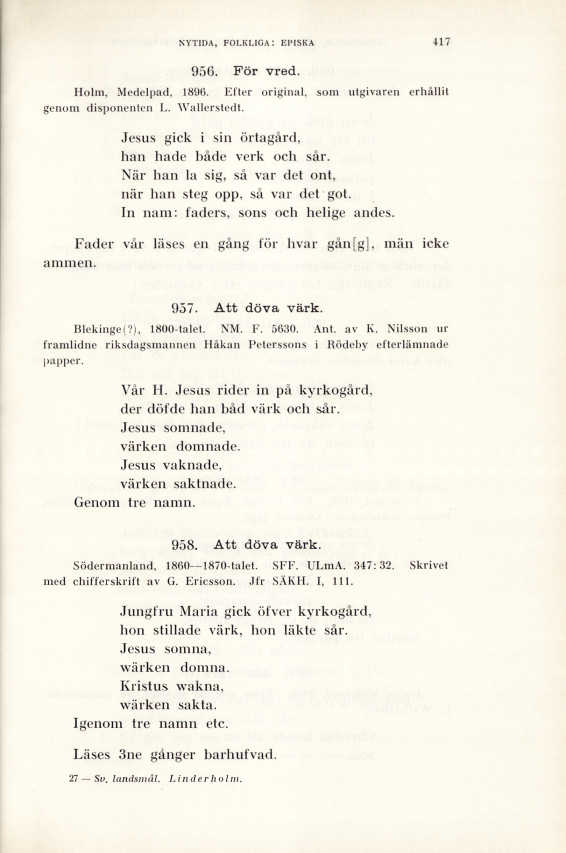 NYTIDA, FOLKLIGA: EPISKA 417
956. För vred.
Holm, Medelpad, 1896. Efter original, som utgivaren erhållit
genom disponenten L. Wallerstedt.
Jesus gick i sin örtagård,
han hade både verk och sår.
När han la sig, så var det ont,
när han steg opp, så var det got.
In nam: faders, sons och helige andes.
Fader vår läses en gång för hvar gån[g], män icke
ammen.
957. Att döva värk.
Blekinge(?), 1800-talet. NM. F. 5630. Ant. av K. Nilsson ur
framlidne riksdagsmannen Håkan Peterssons i Rödeby efterlämnade
papper.
Vår H. Jesus rider in på kyrkogård,
der döfde han båd värk och sår.
Jesus somnade,
värken domnade.
Jesus vaknade,
värken saktnade.
Genom tre namn.
958. Att döva värk.
Södermanland, 1860—1870-talet. SFF. ULmA. 347: 32. Skrivet
med chifferskrift av G. Ericsson. Jfr SÄKH. I, 111.
Jungfru Maria gick öfver kyrkogård,
hon stillade värk, hon läkte sår.
Jesus somna,
wärken domna.
Kristus wakna,
wärken sakta.
Igenom tre namn etc.
Läses 3ne gånger barhufvad.
27 — Sv. landsmål. Linderholm.